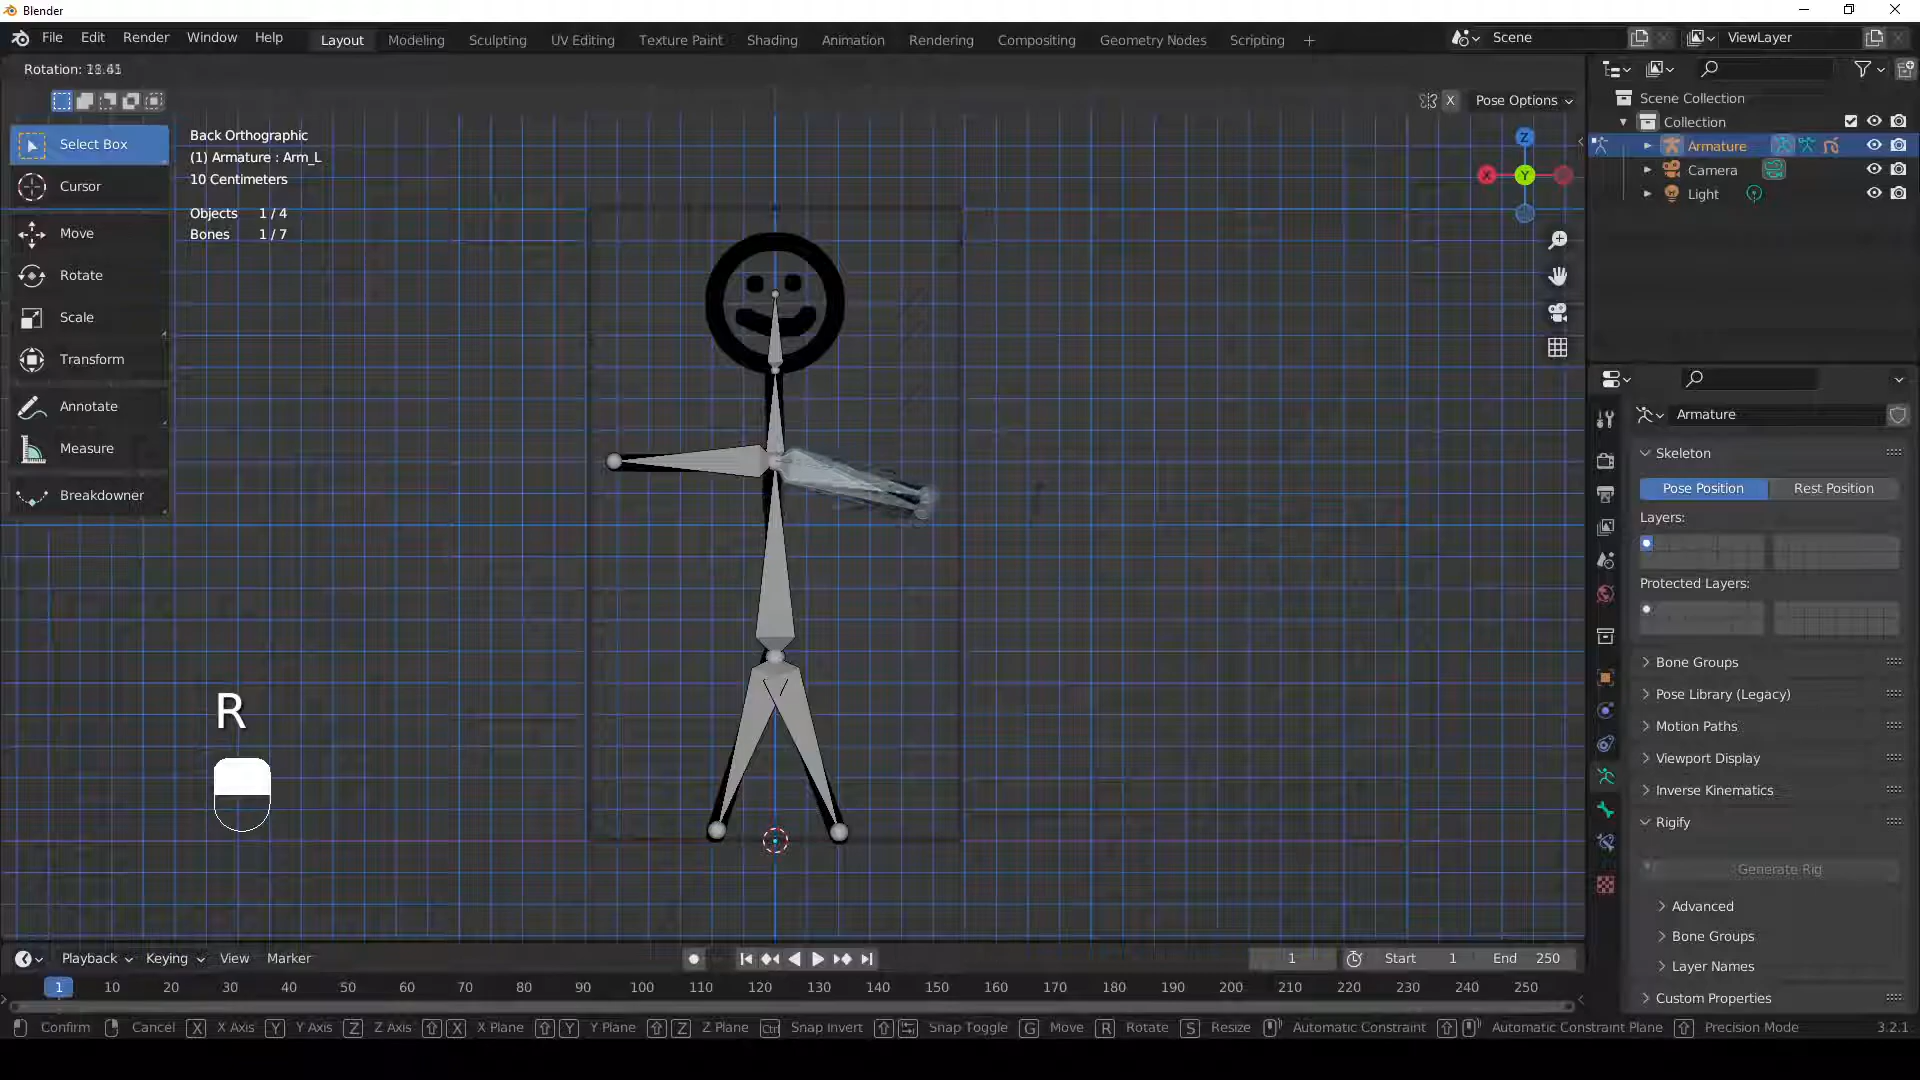 Blender
File Edit Render Window Help
Layout Modeling Sculpting UV Editing Texture Paint Shading Animation Rendering Compositing Geometry Nodes Scripting +
Scene
ViewLayer
Rotation:
X
Pose Options
Select Box
Cursor
Move
Rotate
Scale
Transform
Annotate
Measure
Breakdowner
Back Orthographic
(1) Armature : Arm_L
10 Centimeters
Objects 1 / 4
Bones 1 / 7
Z
X
Y
R
Scene Collection
Collection
Armature
Camera
Light
Armature
Skeleton
Pose Position Rest Position
Layers:
Protected Layers:
Bone Groups
Pose Library (Legacy)
Motion Paths
Viewport Display
Inverse Kinematics
Rigify
Generate Rig
Advanced
Bone Groups
Layer Names
Custom Properties
Playback Keying View Marker
1 Start 1 End 250
1 10 20 30 40 50 60 70 80 90 100 110 120 130 140 150 160 170 180 190 200 210 220 230 240 250
Confirm Cancel X X Axis Y Y Axis Z Z Axis X X Plane Y Y Plane Z Z Plane Ctrl Snap Invert Snap Toggle G Move R Rotate S Resize Automatic Constraint Automatic Constraint Plane Precision Mode 3.2.1